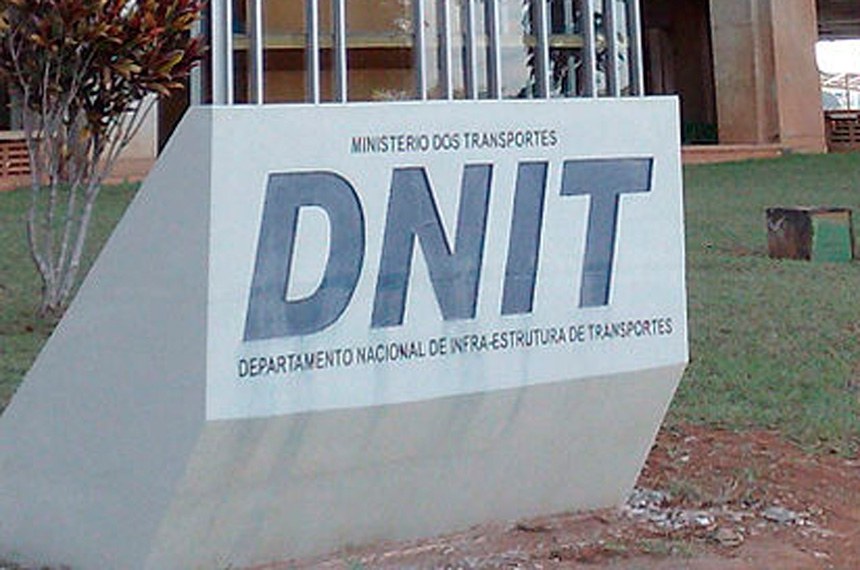 MINISTERIO DOS TRANSPORTES
DNIT
DEPARTAMENTO NACIONAL DE INFRA-ESTRUTURA DE TRANSPORTES